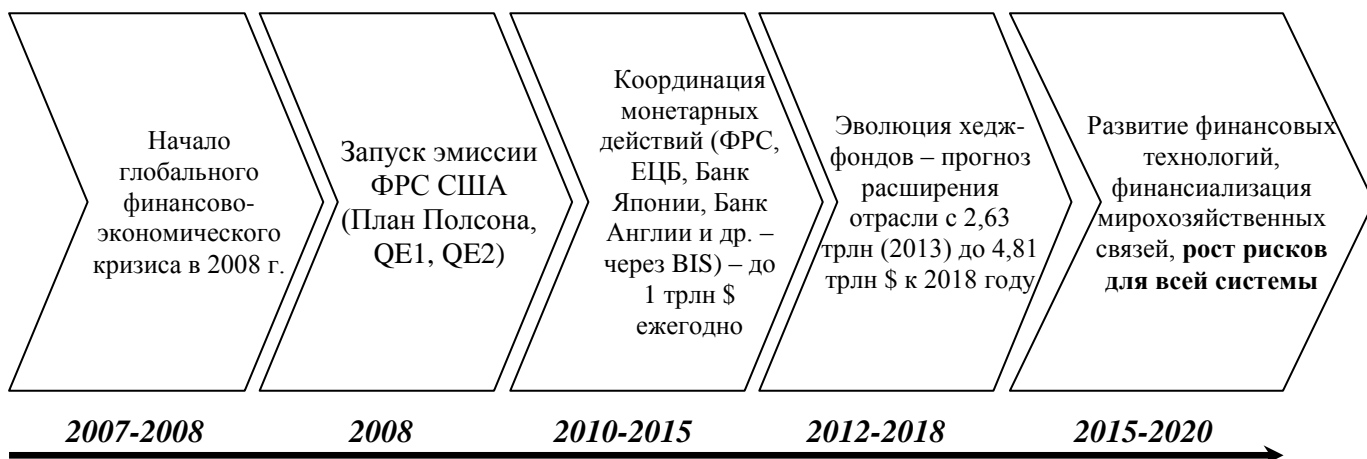 Начало
глобального
финансово-
экономического
кризиса в 2008 г.
Запуск эмиссии
ФРС США
(План Полсона,
QE1, QE2)
Координация
монетарных
действий (ФРС,
ЕЦБ, Банк
Японии, Банк
Англии и др. –
через BIS) – до
1 трлн $
ежегодно
Эволюция хедж-
фондов – прогноз
расширения
отрасли с 2,63
трлн (2013) до 4,81
трлн $ к 2018 году
Развитие финансовых
технологий,
финансиализация
мирохозяйственных
связей, рост рисков
для всей системы
2007-2008
2008
2010-2015
2012-2018
2015-2020